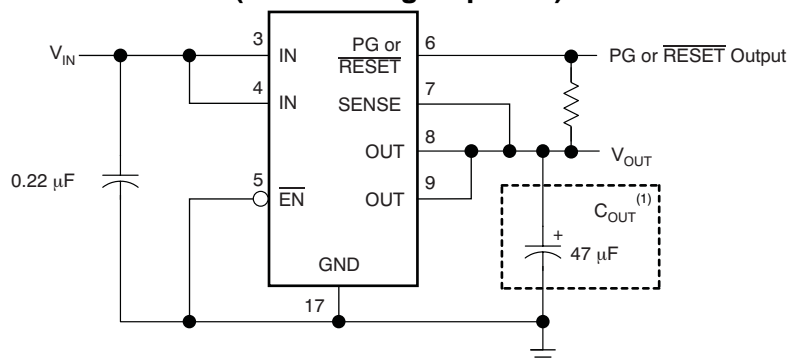 V_IN
3
IN
4
IN
5
EN
PG or
RESET
6
SENSE
7
OUT
8
OUT
9
GND
17
PG or RESET Output
V_OUT
0.22 μF
C_OUT (1)
+
47 μF